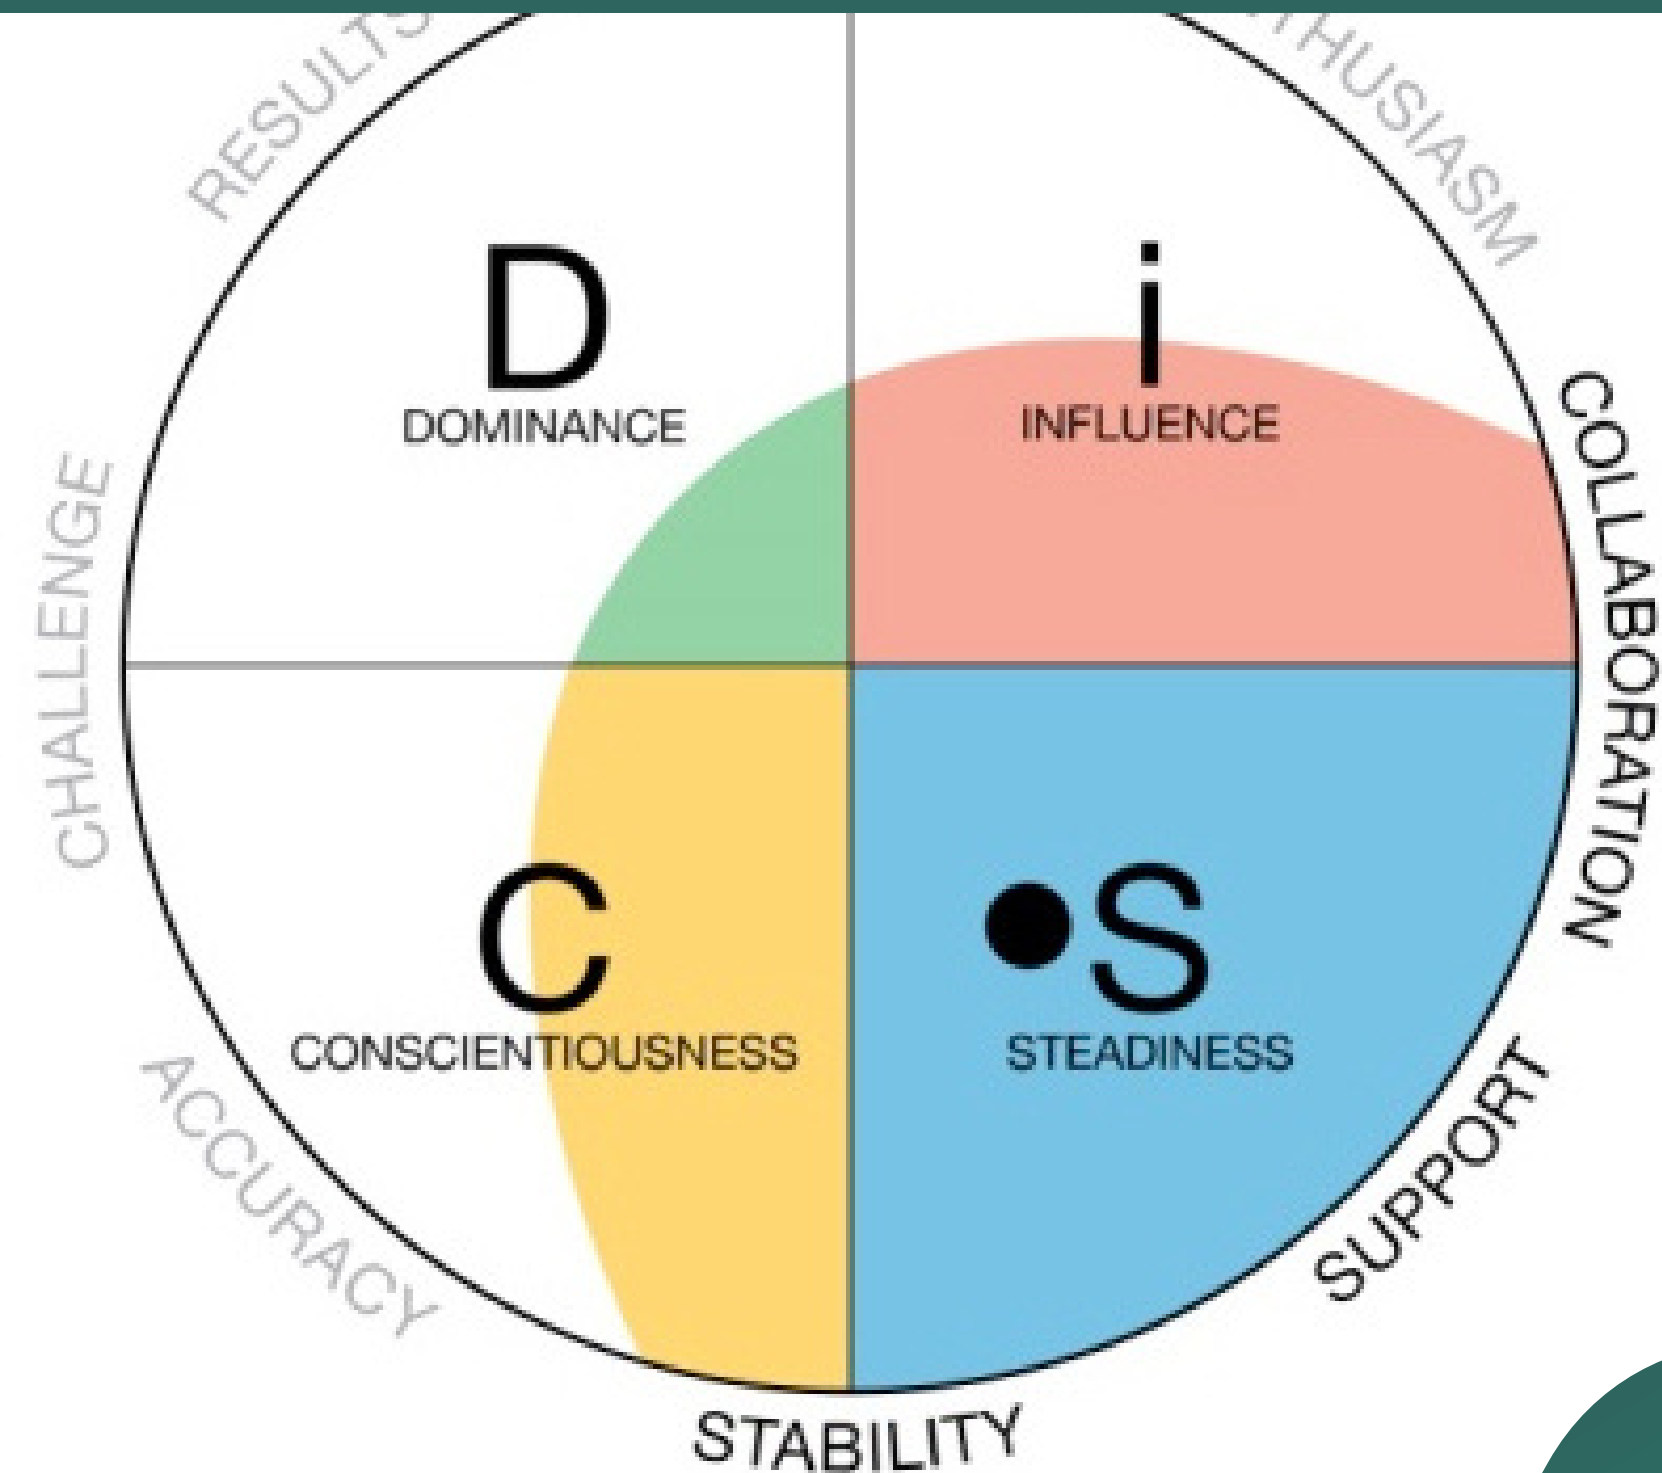 RESULTS
THUSIASM
D
DOMINANCE
i
INFLUENCE
CHALLENGE
COLLABORATION
C
CONSCIENTIOUSNESS
S
STEADINESS
ACCURACY
SUPPORT
STABILITY